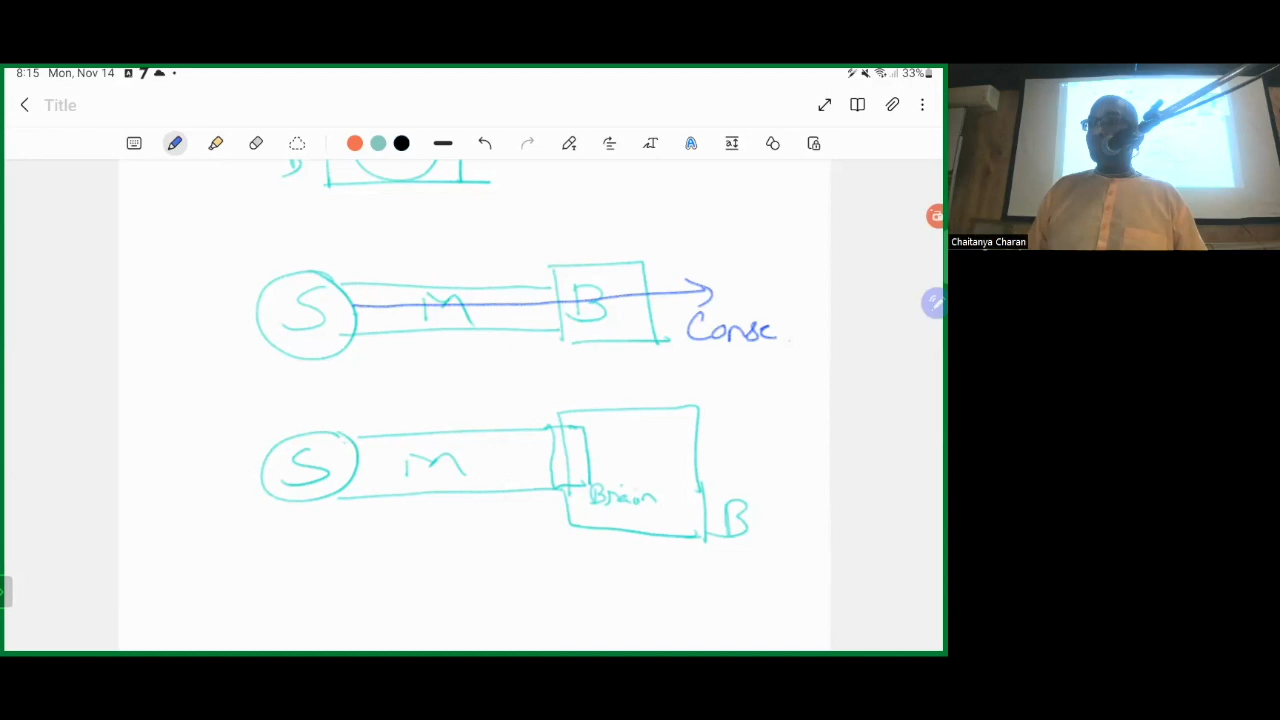 8:15 Mon, Nov 14 33%
Title
S M B
Consc
S M
Brain
B
Chaitanya Charan